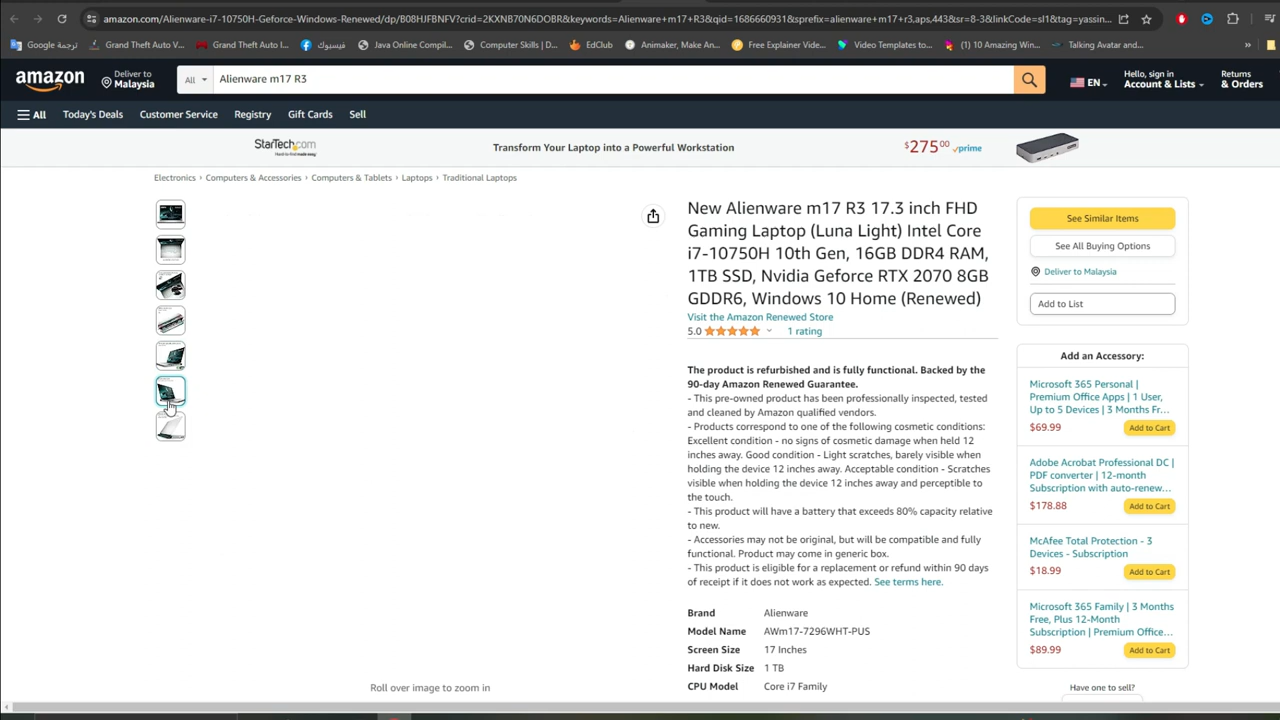 amazon.com/Alienware-i7-10750H-Geforce-Windows-Renewed/dp/B08HJFBNFV?crid=2KXNB70N6DOBR&keywords=Alienware+m17+R3&qid=1686660931&sprefix=alienware+m17+r3,aps,443&sr=8-3&linkCode=sl1&tag=yassin...
ترجمة Google
Grand Theft Auto V...
Grand Theft Auto I...
فيسبوك
Java Online Compil...
Computer Skills | D...
EdClub
Animaker, Make An...
Free Explainer Vide...
Video Templates to...
(1) 10 Amazing Win...
Talking Avatar and...
»
amazon
Deliver to
Malaysia
All
Alienware m17 R3
EN
Hello, sign in
Account & Lists
Returns
& Orders
All
Today's Deals
Customer Service
Registry
Gift Cards
Sell
StarTech.com
Transform Your Laptop into a Powerful Workstation
$275.00 prime
Electronics › Computers & Accessories › Computers & Tablets › Laptops › Traditional Laptops
New Alienware m17 R3 17.3 inch FHD
Gaming Laptop (Luna Light) Intel Core
i7-10750H 10th Gen, 16GB DDR4 RAM,
1TB SSD, Nvidia Geforce RTX 2070 8GB
GDDR6, Windows 10 Home (Renewed)
Visit the Amazon Renewed Store
5.0
1 rating
The product is refurbished and is fully functional. Backed by the
90-day Amazon Renewed Guarantee.
- This pre-owned product has been professionally inspected, tested
and cleaned by Amazon qualified vendors.
- Products correspond to one of the following cosmetic conditions:
Excellent condition - no signs of cosmetic damage when held 12
inches away. Good condition - Light scratches, barely visible when
holding the device 12 inches away. Acceptable condition - Scratches
visible when holding the device 12 inches away and perceptible to
the touch.
- This product will have a battery that exceeds 80% capacity relative
to new.
- Accessories may not be original, but will be compatible and fully
functional. Product may come in generic box.
- This product is eligible for a replacement or refund within 90 days
of receipt if it does not work as expected. See terms here.
Brand Alienware
Model Name AWm17-7296WHT-PUS
Screen Size 17 Inches
Hard Disk Size 1 TB
CPU Model Core i7 Family
Roll over image to zoom in
See Similar Items
See All Buying Options
Deliver to Malaysia
Add to List
Add an Accessory:
Microsoft 365 Personal |
Premium Office Apps | 1 User,
Up to 5 Devices | 3 Months Fr...
$69.99
Add to Cart
Adobe Acrobat Professional DC |
PDF converter | 12-month
Subscription with auto-renew...
$178.88
Add to Cart
McAfee Total Protection - 3
Devices - Subscription
$18.99
Add to Cart
Microsoft 365 Family | 3 Months
Free, Plus 12-Month
Subscription | Premium Office...
$89.99
Add to Cart
Have one to sell?